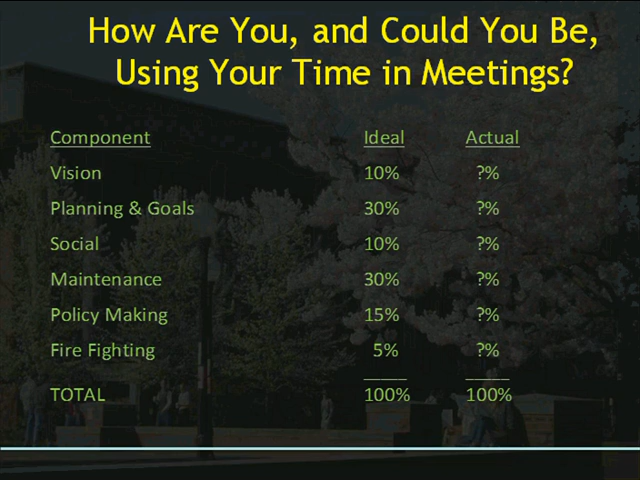 How Are You, and Could You Be,
Using Your Time in Meetings?
Component Ideal Actual
Vision 10% ?%
Planning & Goals 30% ?%
Social 10% ?%
Maintenance 30% ?%
Policy Making 15% ?%
Fire Fighting 5% ?%
TOTAL 100% 100%